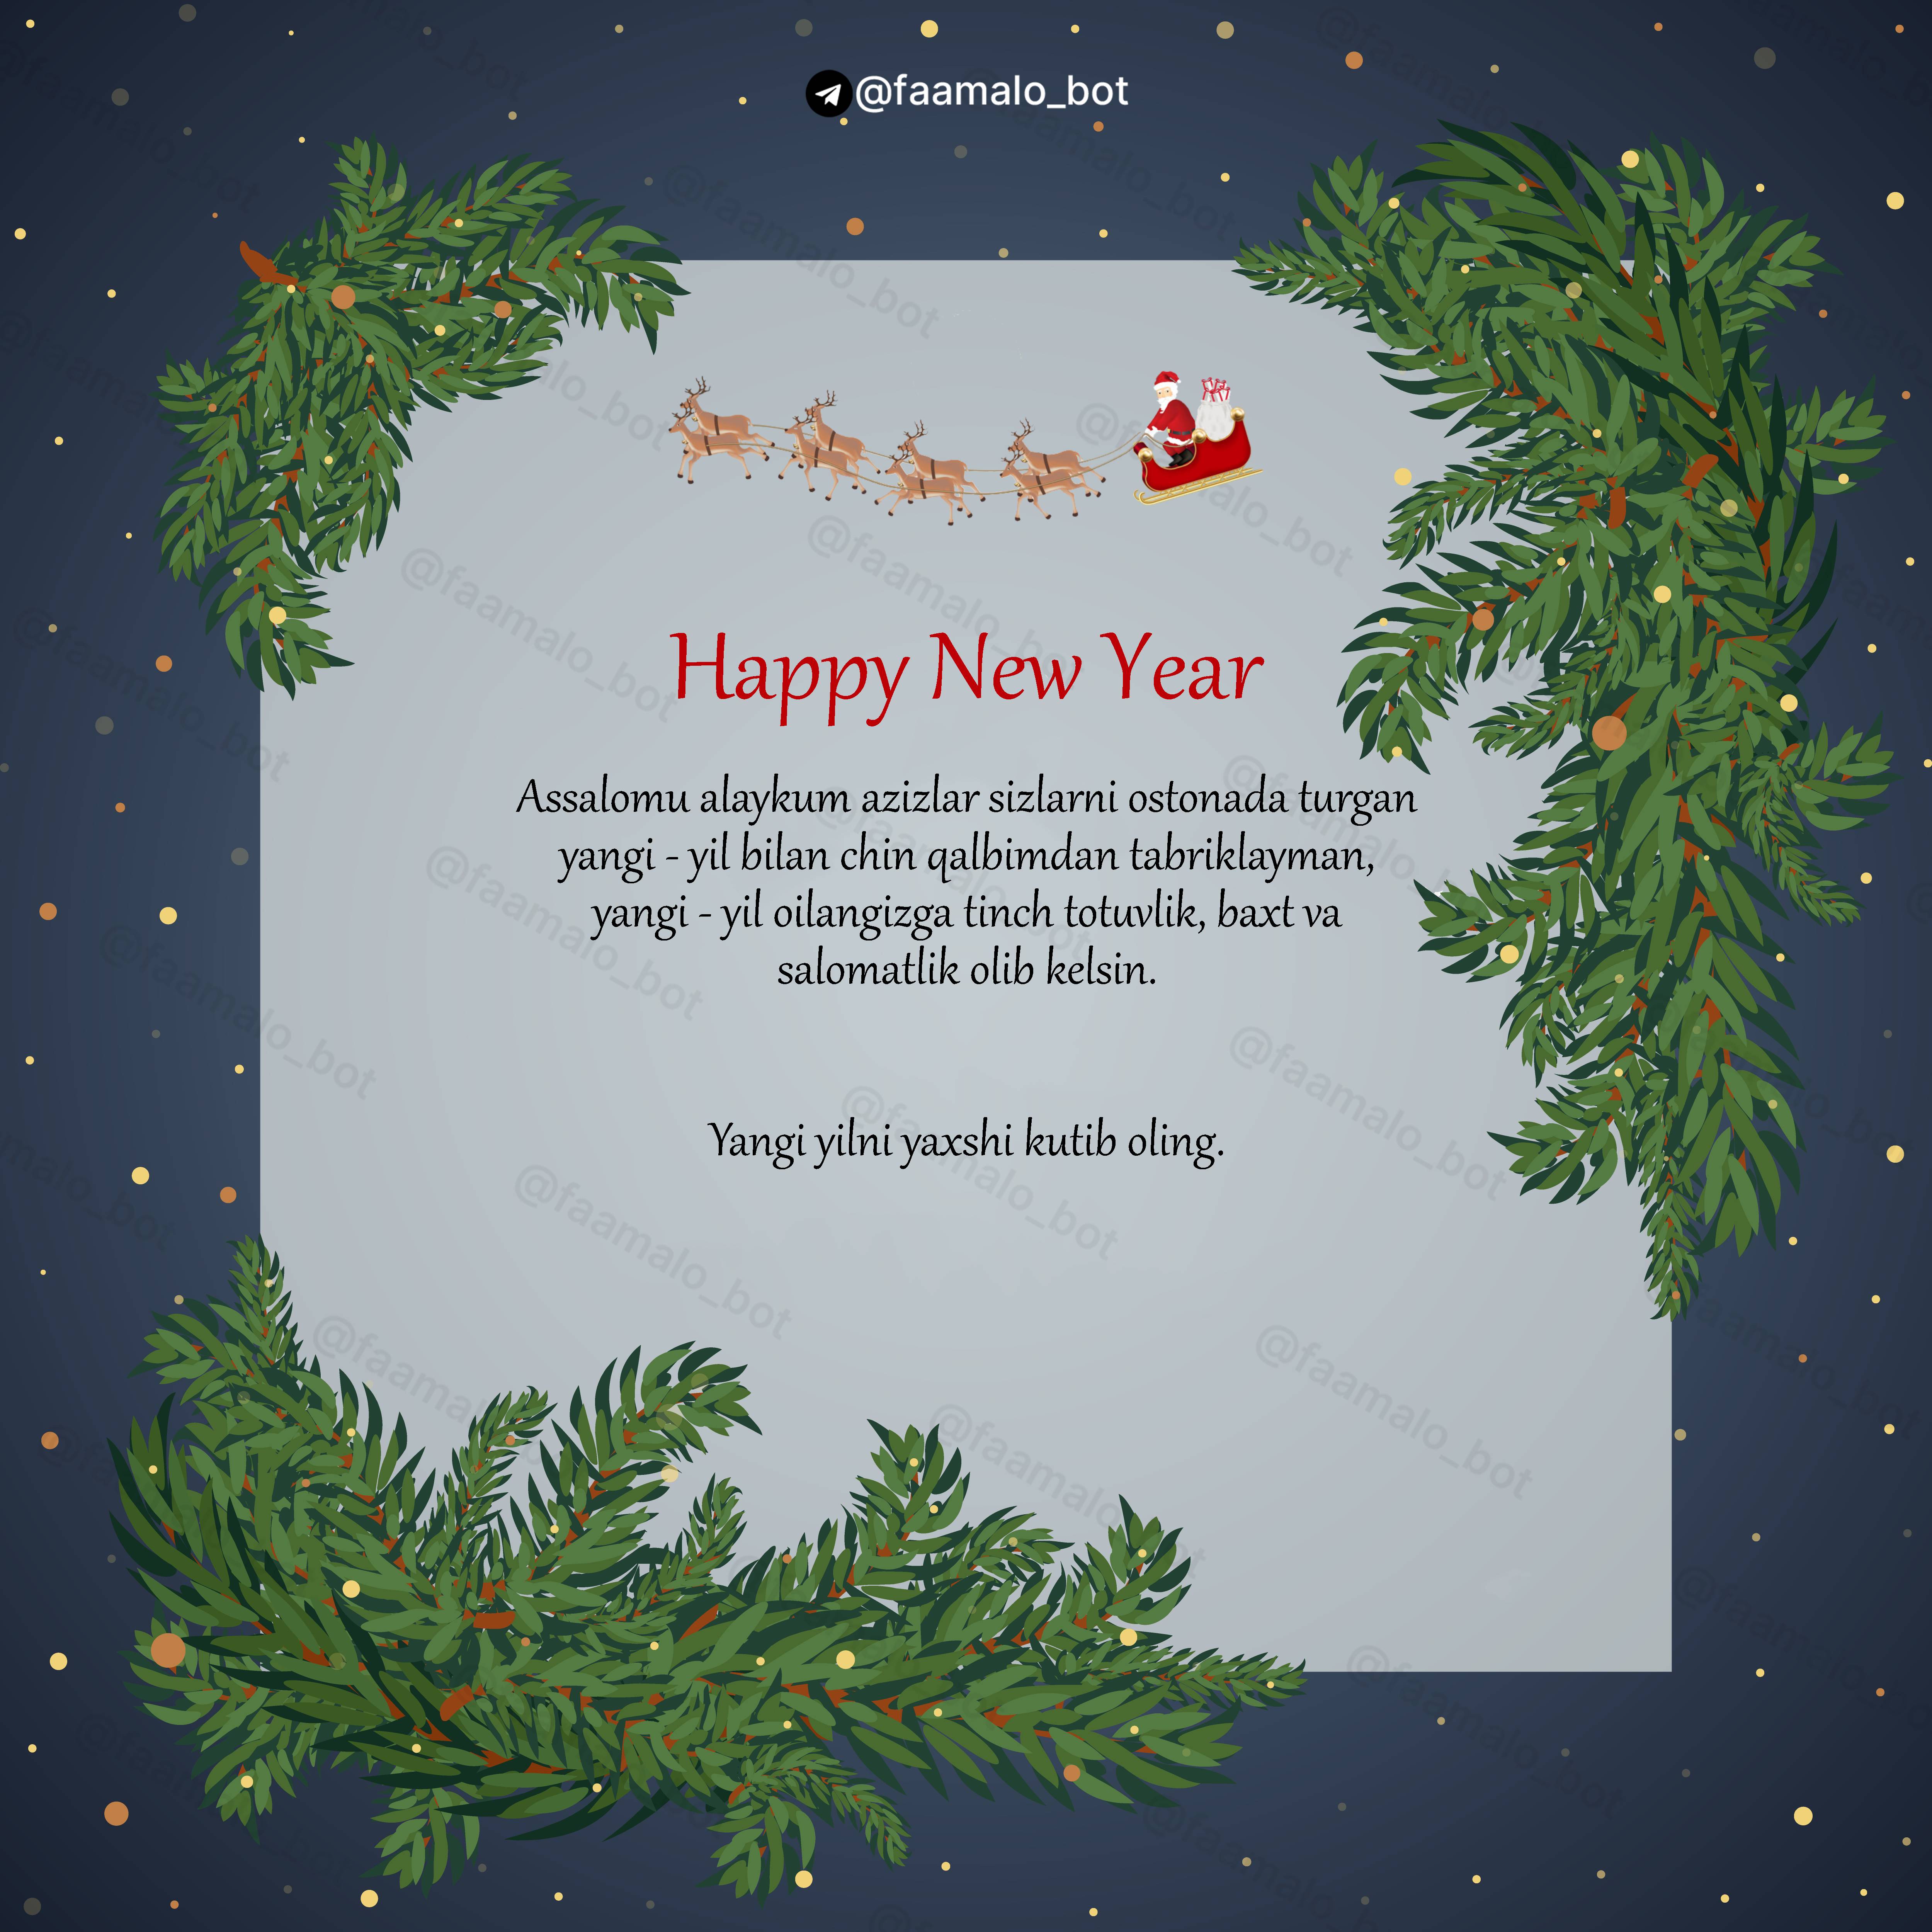 @faamalo_bot
Happy New Year
Assalomu alaykum azizlar sizlarni ostonada turgan
yangi - yil bilan chin qalbimdan tabriklayman,
yangi - yil oilangizga tinch totuvlik, baxt va
salomatlik olib kelsin.
Yangi yilni yaxshi kutib oling.